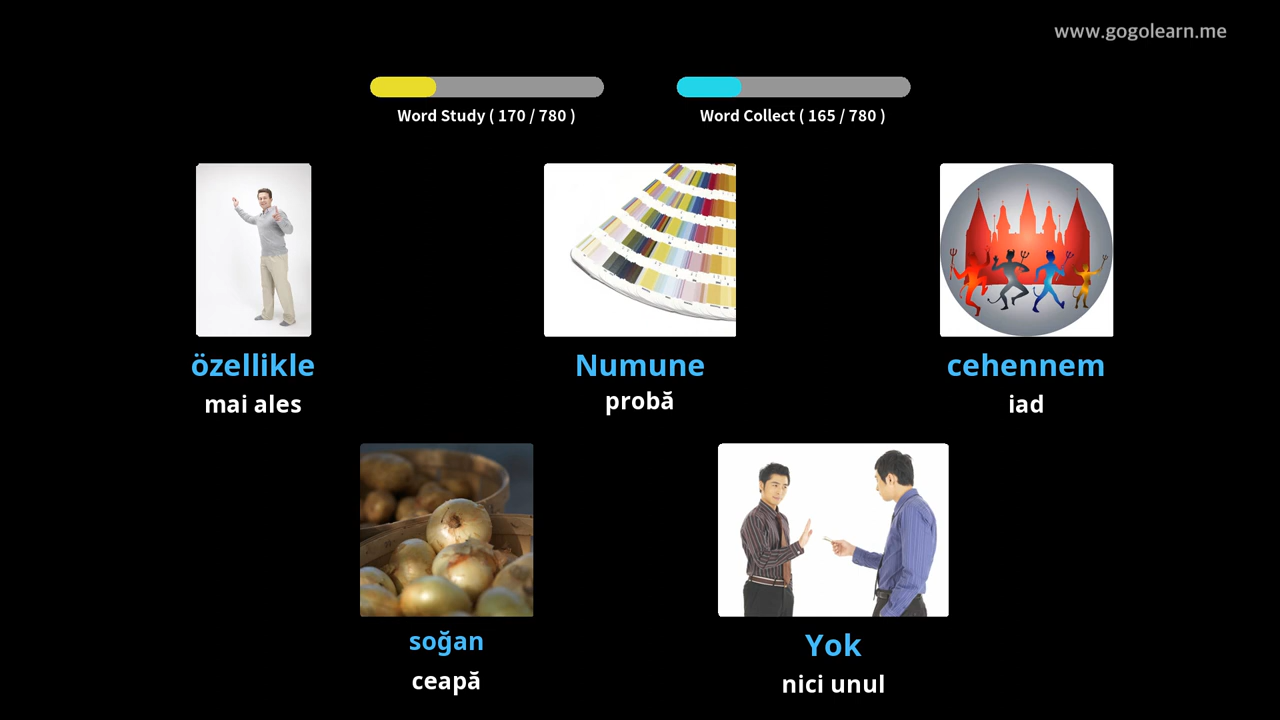 www.gogolearn.me
Word Study ( 170 / 780 )
Word Collect ( 165 / 780 )
özellikle
mai ales
Numune
probă
cehennem
iad
soğan
ceapă
Yok
nici unul